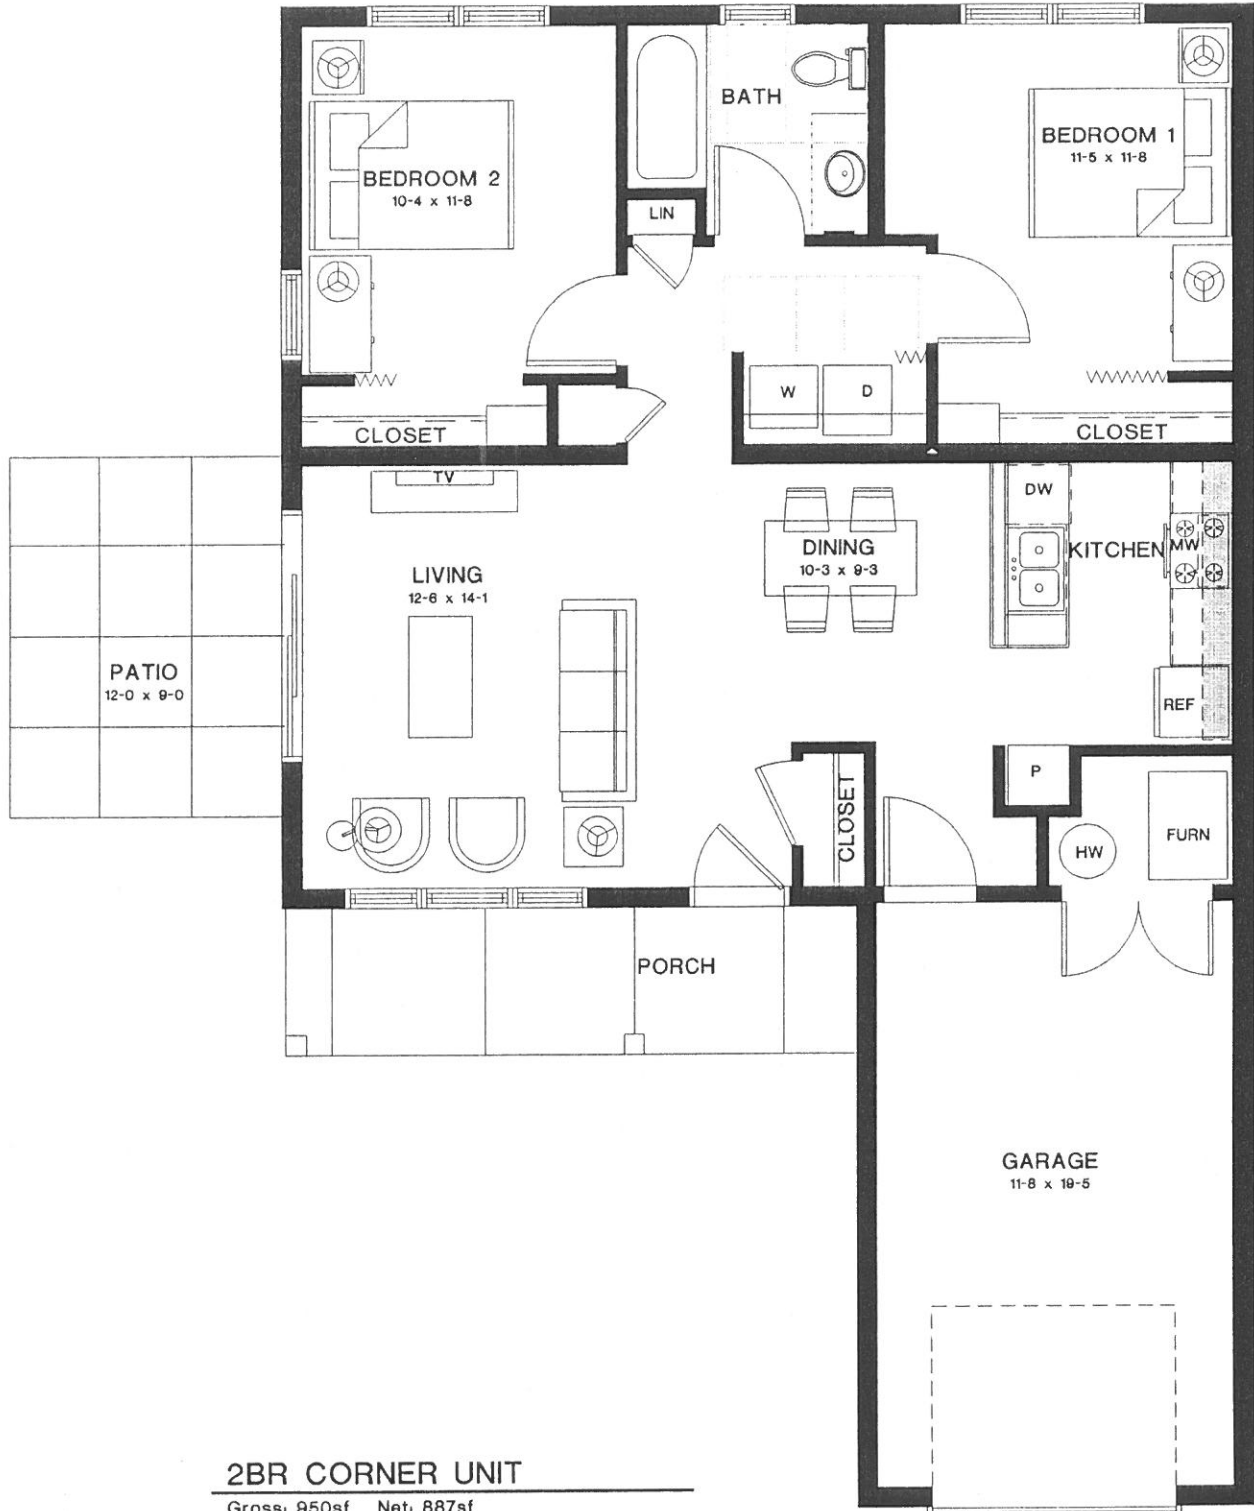 BATH
BEDROOM 1
11-5 x 11-8
BEDROOM 2
10-4 x 11-8
LIN
W
D
CLOSET
CLOSET
TV
DW
KITCHEN
MW
DINING
10-3 x 9-3
LIVING
12-6 x 14-1
PATIO
12-0 x 9-0
REF
P
CLOSET
FURN
HW
PORCH
GARAGE
11-8 x 19-5
2BR CORNER UNIT
Gross: 950sf Net: 887sf